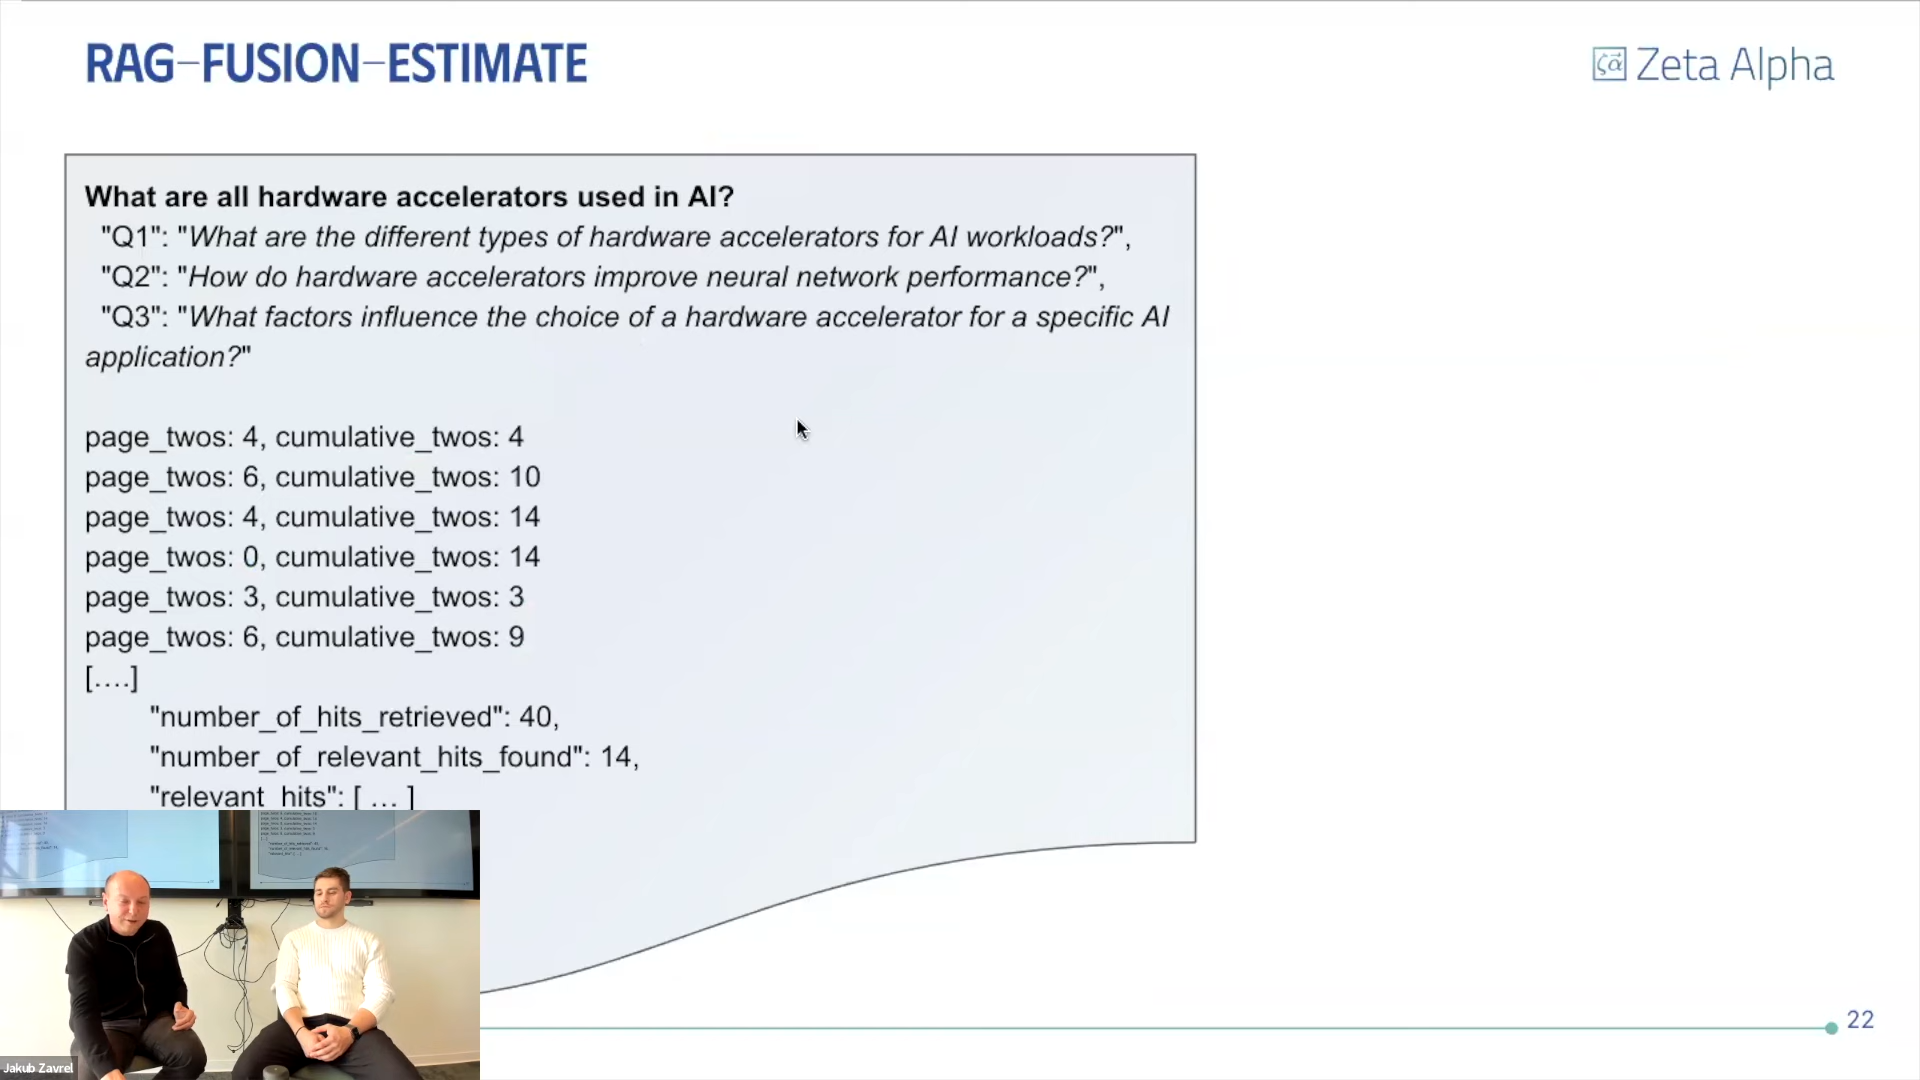 RAG–FUSION–ESTIMATE
ζα Zeta Alpha
What are all hardware accelerators used in AI?
"Q1": "What are the different types of hardware accelerators for AI workloads?",
"Q2": "How do hardware accelerators improve neural network performance?",
"Q3": "What factors influence the choice of a hardware accelerator for a specific AI
application?"
page_twos: 4, cumulative_twos: 4
page_twos: 6, cumulative_twos: 10
page_twos: 4, cumulative_twos: 14
page_twos: 0, cumulative_twos: 14
page_twos: 3, cumulative_twos: 3
page_twos: 6, cumulative_twos: 9
[....]
"number_of_hits_retrieved": 40,
"number_of_relevant_hits_found": 14,
"relevant_hits": [ ... ]
Jakub Zavrel
22